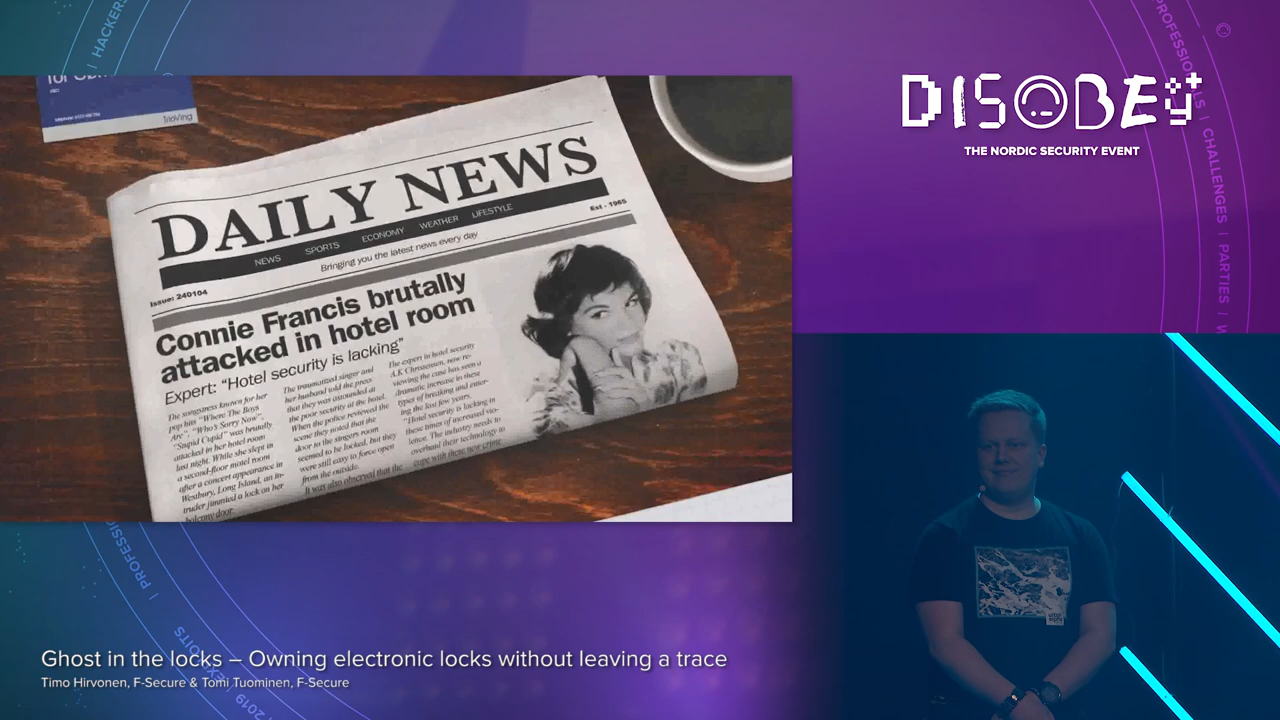 HACKERS
PROFESSIONALS | CHALLENGES | PARTIES |
DISOBEY
THE NORDIC SECURITY EVENT
TrioVing
DAILY NEWS
NEWS SPORTS ECONOMY WEATHER LIFESTYLE
Bringing you the latest news every day
Est - 1965
Issue: 240104
Connie Francis brutally
attacked in hotel room
Expert: "Hotel security is lacking"
The songstress known for her
pop hits "Where The Boys
Are", "Who's Sorry Now",
"Stupid Cupid" was brutally
attacked in her hotel room
last night. While she slept in
a second-floor motel room
after a concert appearance in
Westbury, Long Island, an in-
truder jimmied a lock on her
balcony door.
The traumatised singer and
her husband told the press
that they was astounded at
the poor security at the hotel.
When the police reviewed the
scene they noted that the
door to the singers room
seemed to be locked, but they
were still easy to force open
from the outside.
It was also observed that the
The expert in hotel security
A.K Chrissensen, now re-
viewing the case has seen a
dramatic increase in these
types of breaking and enter-
ing the last few years.
"Hotel security is lacking in
these times of increased vio-
lence. The industry needs to
overhaul their technology to
cope with these new crime
| PROFESSI
EXPLOITS
2019
Ghost in the locks – Owning electronic locks without leaving a trace
Timo Hirvonen, F-Secure & Tomi Tuominen, F-Secure